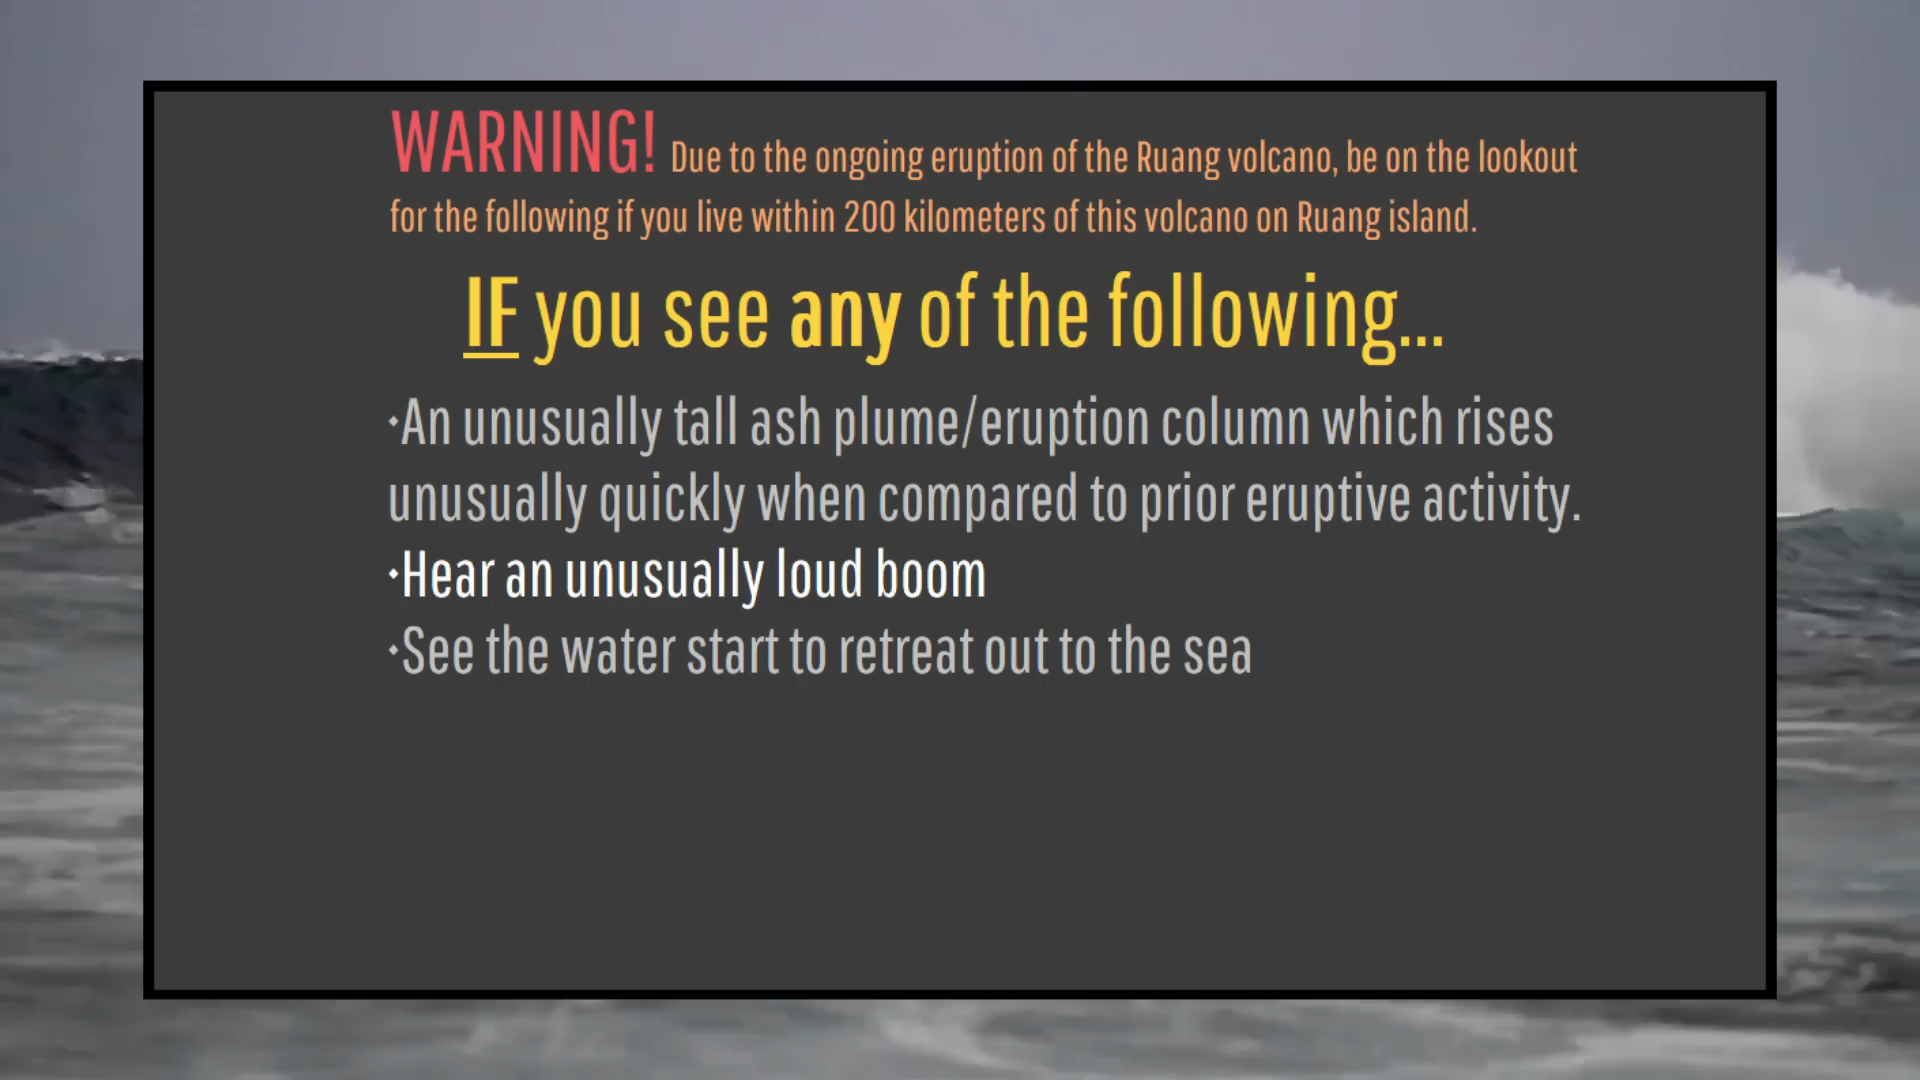 WARNING! Due to the ongoing eruption of the Ruang volcano, be on the lookout
for the following if you live within 200 kilometers of this volcano on Ruang island.
IF you see any of the following...
·An unusually tall ash plume/eruption column which rises
unusually quickly when compared to prior eruptive activity.
·Hear an unusually loud boom
·See the water start to retreat out to the sea